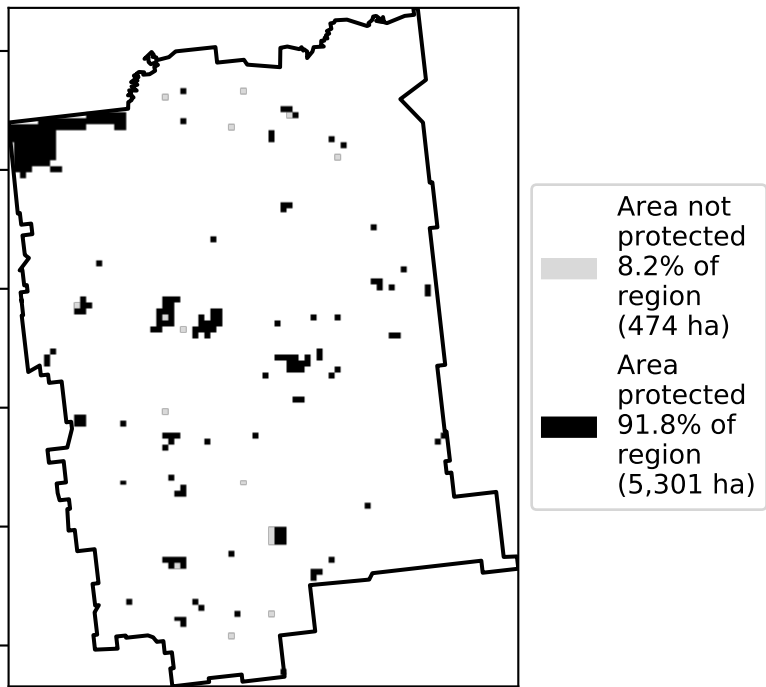 Area not
protected
8.2% of
region
(474 ha)
Area
protected
91.8% of
region
(5,301 ha)